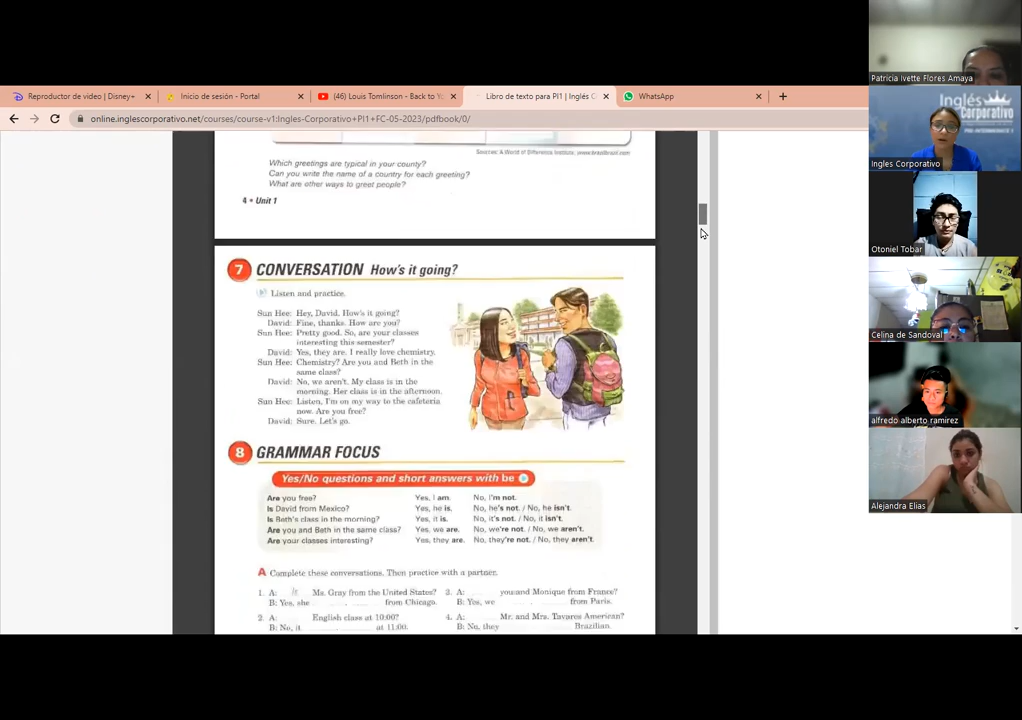 Reproductor de video | Disney+
Inicio de sesión - Portal
(46) Louis Tomlinson - Back to Yo
Libro de texto para PI1 | Inglés C
WhatsApp
online.inglescorporativo.net/courses/course-v1:Ingles-Corporativo+PI1+FC-05-2023/pdfbook/0/
Sources: A World of Difference Institute; www.brazilbrazil.com
Which greetings are typical in your county?
Can you write the name of a country for each greeting?
What are other ways to greet people?
4 • Unit 1
7 CONVERSATION How's it going?
Listen and practice.
Sun Hee: Hey, David. How's it going?
David: Fine, thanks. How are you?
Sun Hee: Pretty good. So, are your classes
interesting this semester?
David: Yes, they are. I really love chemistry.
Sun Hee: Chemistry? Are you and Beth in the
same class?
David: No, we aren't. My class is in the
morning. Her class is in the afternoon.
Sun Hee: Listen, I'm on my way to the cafeteria
now. Are you free?
David: Sure. Let's go.
8 GRAMMAR FOCUS
Yes/No questions and short answers with be
Are you free? Yes, I am. No, I'm not.
Is David from Mexico? Yes, he is. No, he's not. / No, he isn't.
Is Beth's class in the morning? Yes, it is. No, it's not. / No, it isn't.
Are you and Beth in the same class? Yes, we are. No, we're not. / No, we aren't.
Are your classes interesting? Yes, they are. No, they're not. / No, they aren't.
A Complete these conversations. Then practice with a partner.
1. A: Is Ms. Gray from the United States?
B: Yes, she from Chicago.
2. A: English class at 10:00?
B: No, it at 11:00.
3. A: you and Monique from France?
B: Yes, we from Paris.
4. A: Mr. and Mrs. Tavares American?
B: No, they Brazilian.
Patricia Ivette Flores Amaya
Inglés
Corporativo
PRE-INTERMEDIATE 1
Ingles Corporativo
Otoniel Tobar
Celina de Sandoval
alfredo alberto ramirez
Alejandra Elias